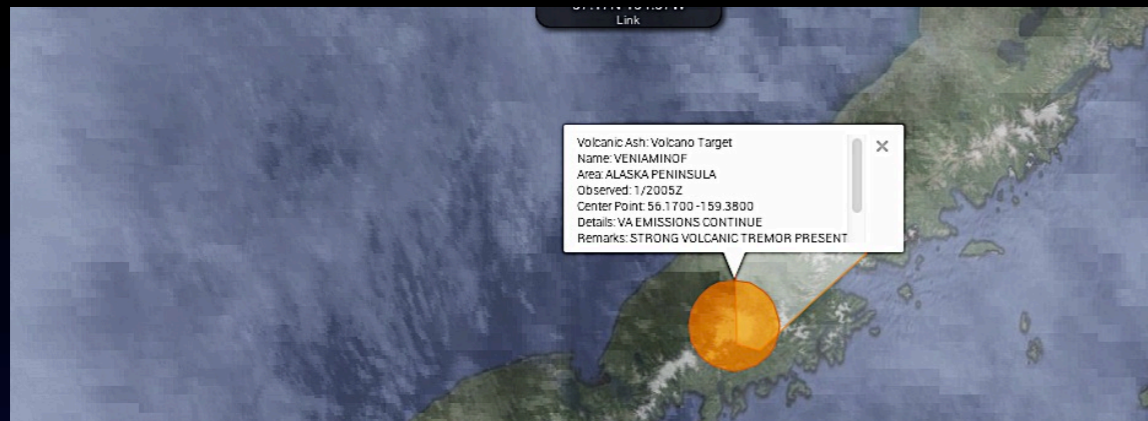 Link
Volcanic Ash: Volcano Target
Name: VENIAMINOF
Area: ALASKA PENINSULA
Observed: 1/2005Z
Center Point: 56.1700 -159.3800
Details: VA EMISSIONS CONTINUE
Remarks: STRONG VOLCANIC TREMOR PRESENT